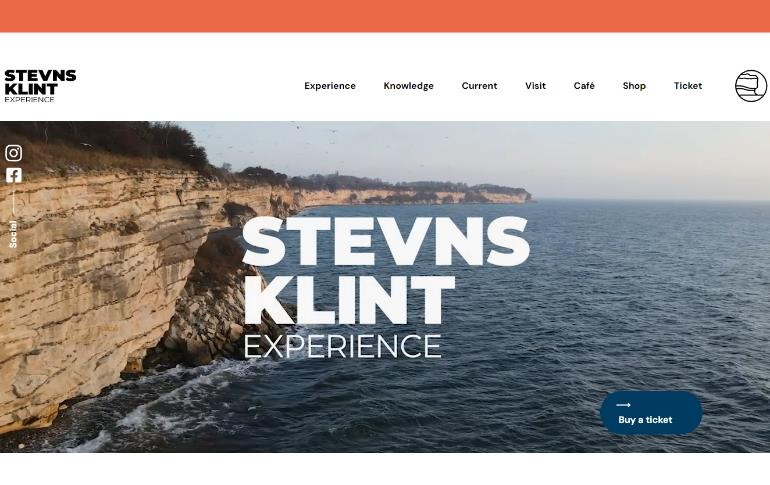 STEVNS
KLINT
EXPERIENCE
Experience
Knowledge
Current
Visit
Café
Shop
Ticket
Social
STEVNS
KLINT
EXPERIENCE
Buy a ticket